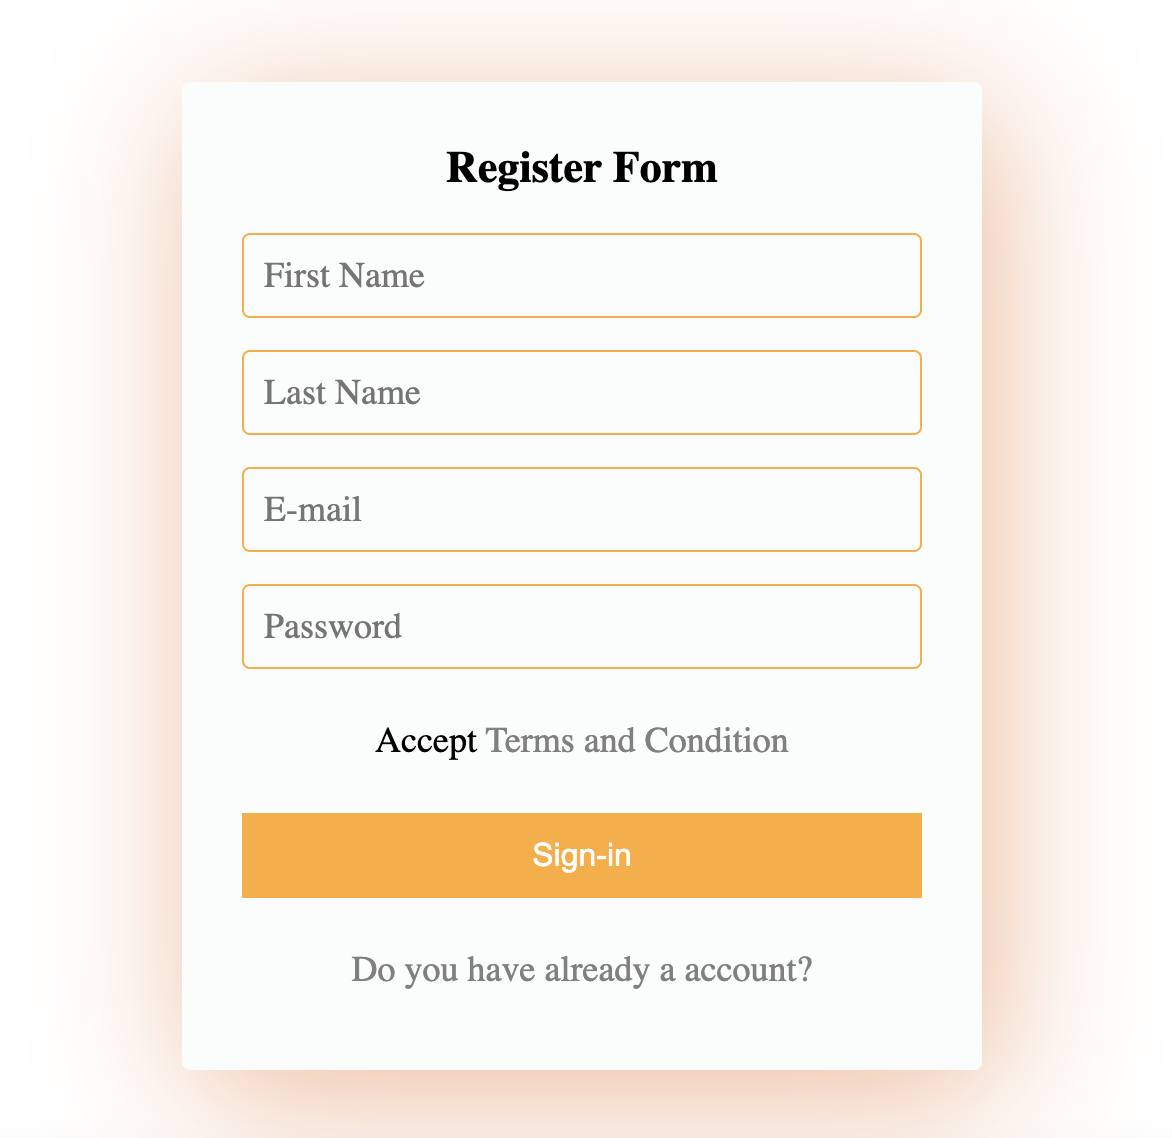 Register Form
First Name
Last Name
E-mail
Password
Accept Terms and Condition
Sign-in
Do you have already a account?